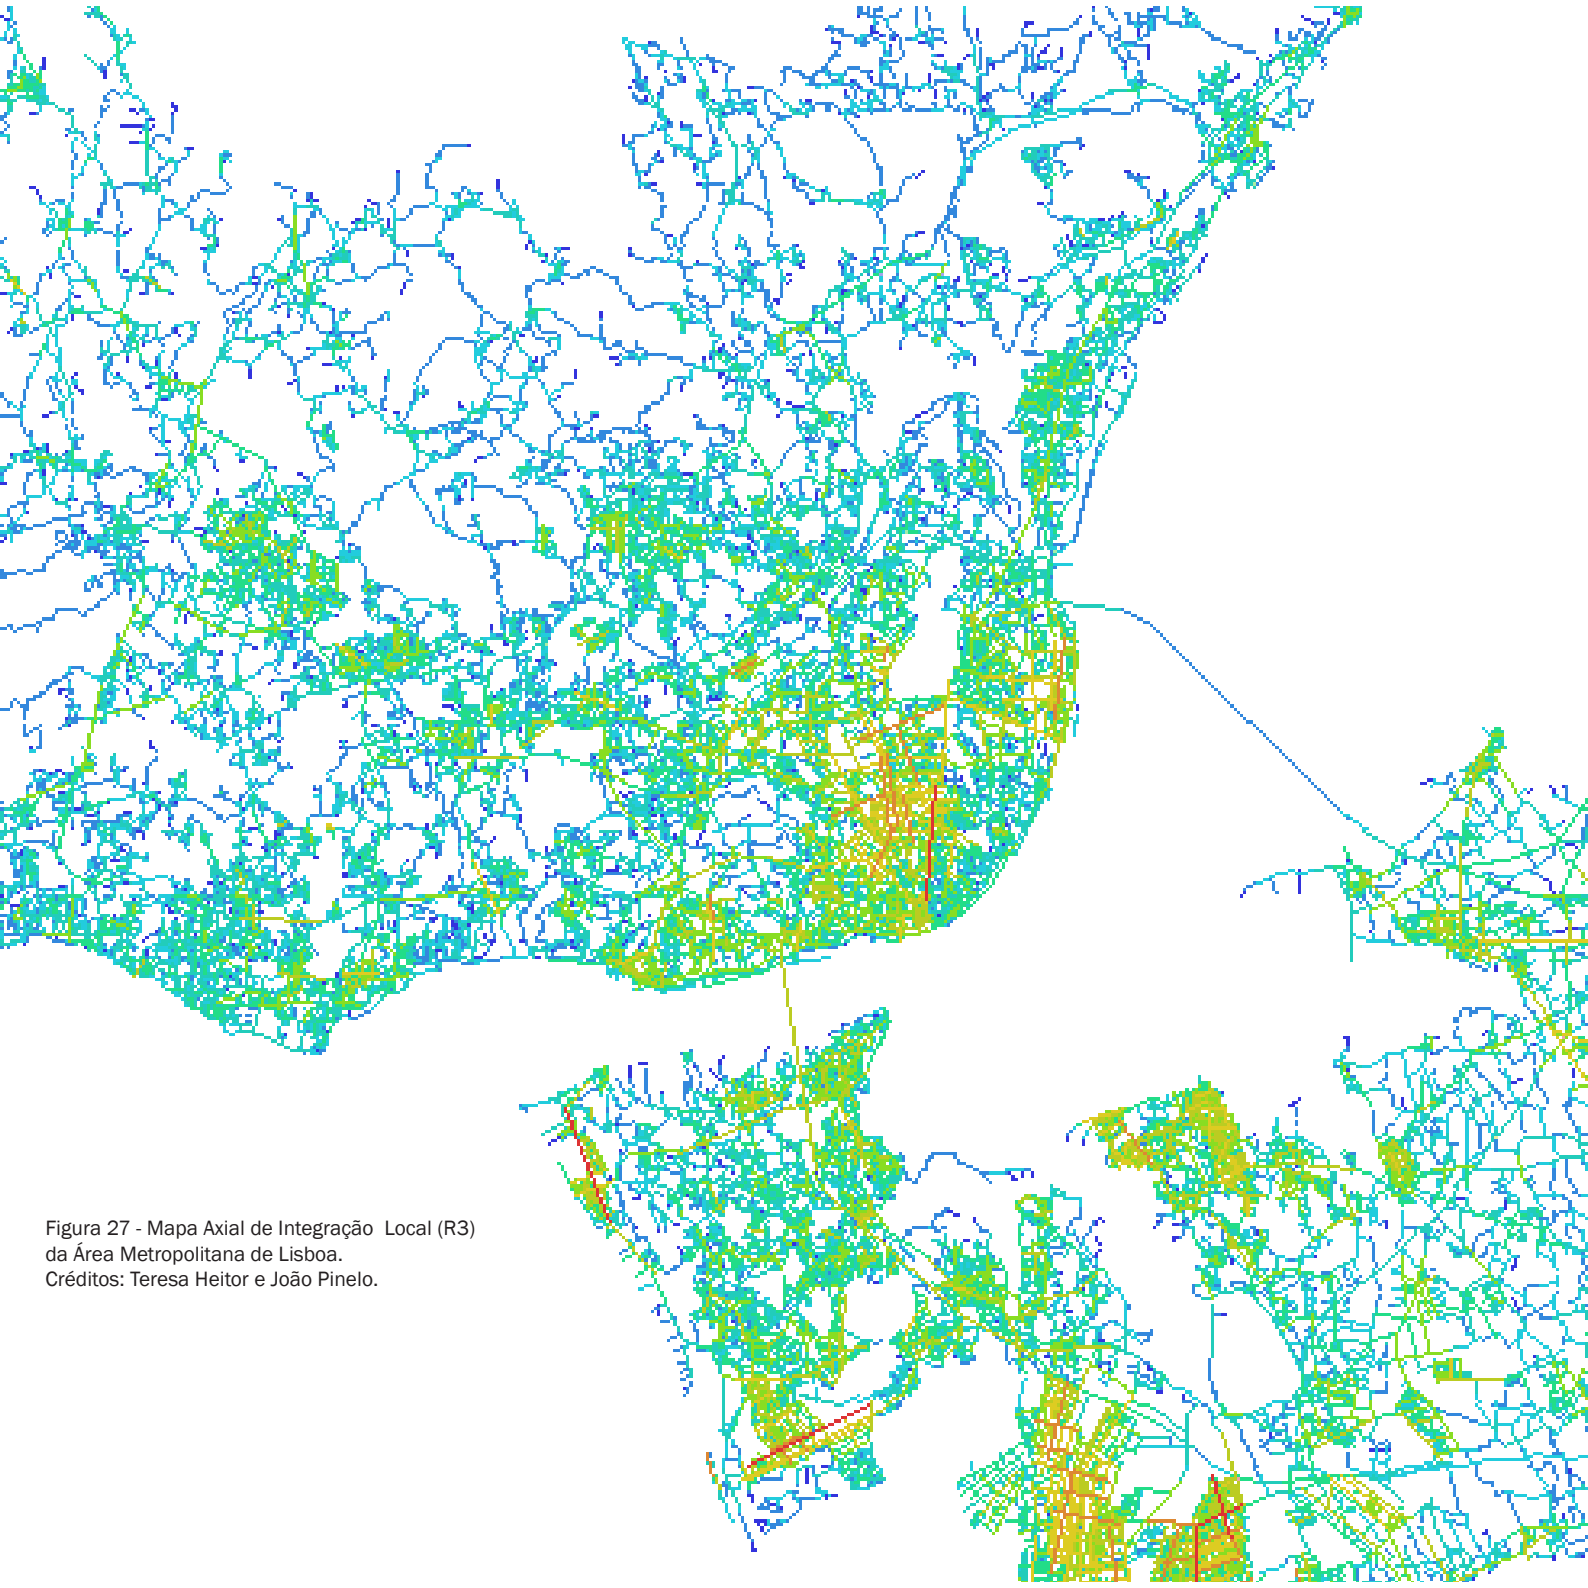 Figura 27 - Mapa Axial de Integração  Local (R3)
da Área Metropolitana de Lisboa.
Créditos: Teresa Heitor e João Pinelo.